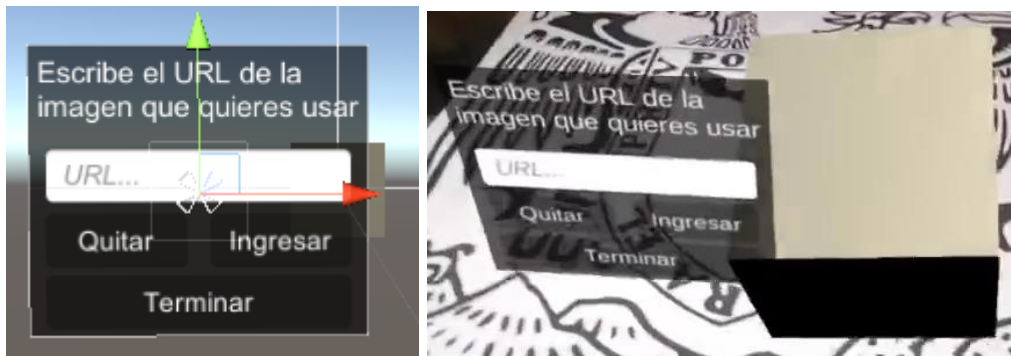 Escribe el URL de la
imagen que quieres usar
URL...
Quitar Ingresar
Terminar
PO
Escribe el URL de la
imagen que quieres usar
URL...
Quitar Ingresar
Terminar